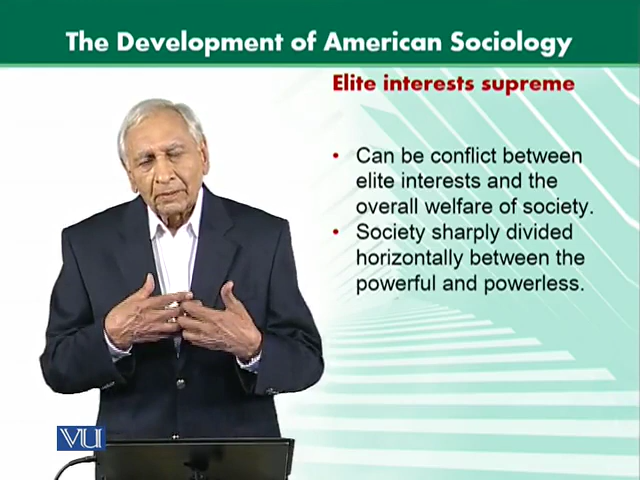 The Development of American Sociology
Elite interests supreme
• Can be conflict between
elite interests and the
overall welfare of society.
• Society sharply divided
horizontally between the
powerful and powerless.
VU